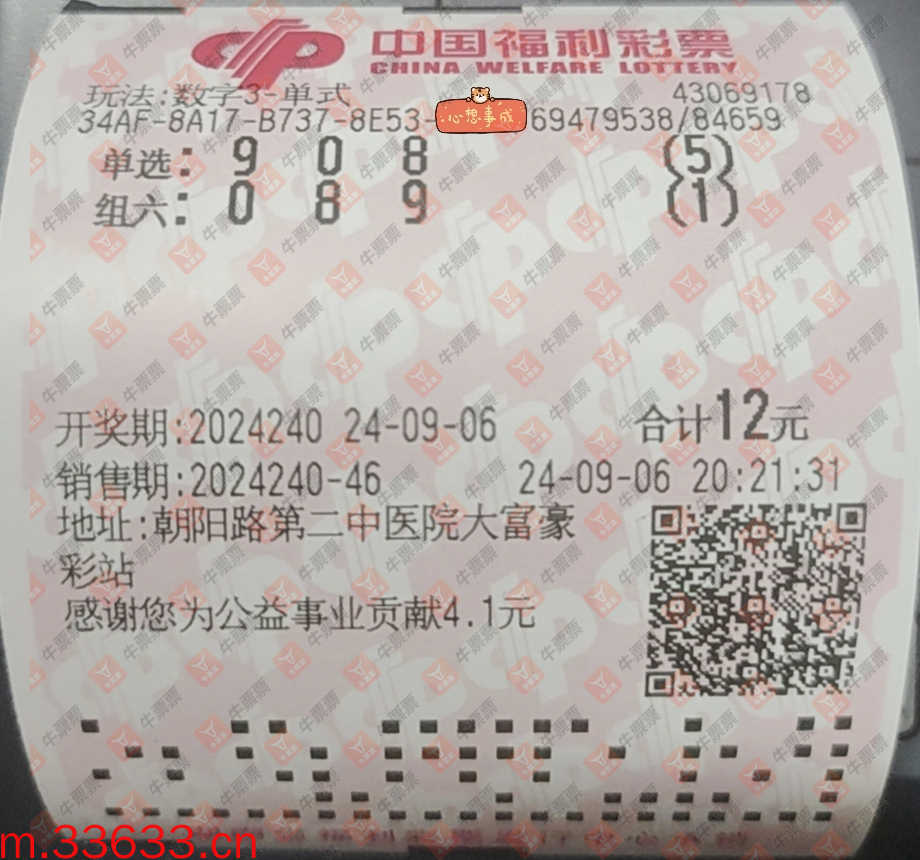 中国福利彩票
CHINA WELFARE LOTTERY
玩法:数字3-单式 43069178
34AF-8A17-B737-8E53- 心想事成 69479538/84659
单选: 9 0 8 (5)
组六: 0 8 9 (1)
开奖期:2024240 24-09-06 合计12元
销售期:2024240-46 24-09-06 20:21:31
地址:朝阳路第二中医院大富豪
彩站
感谢您为公益事业贡献4.1元
牛票票
m.33633.cn